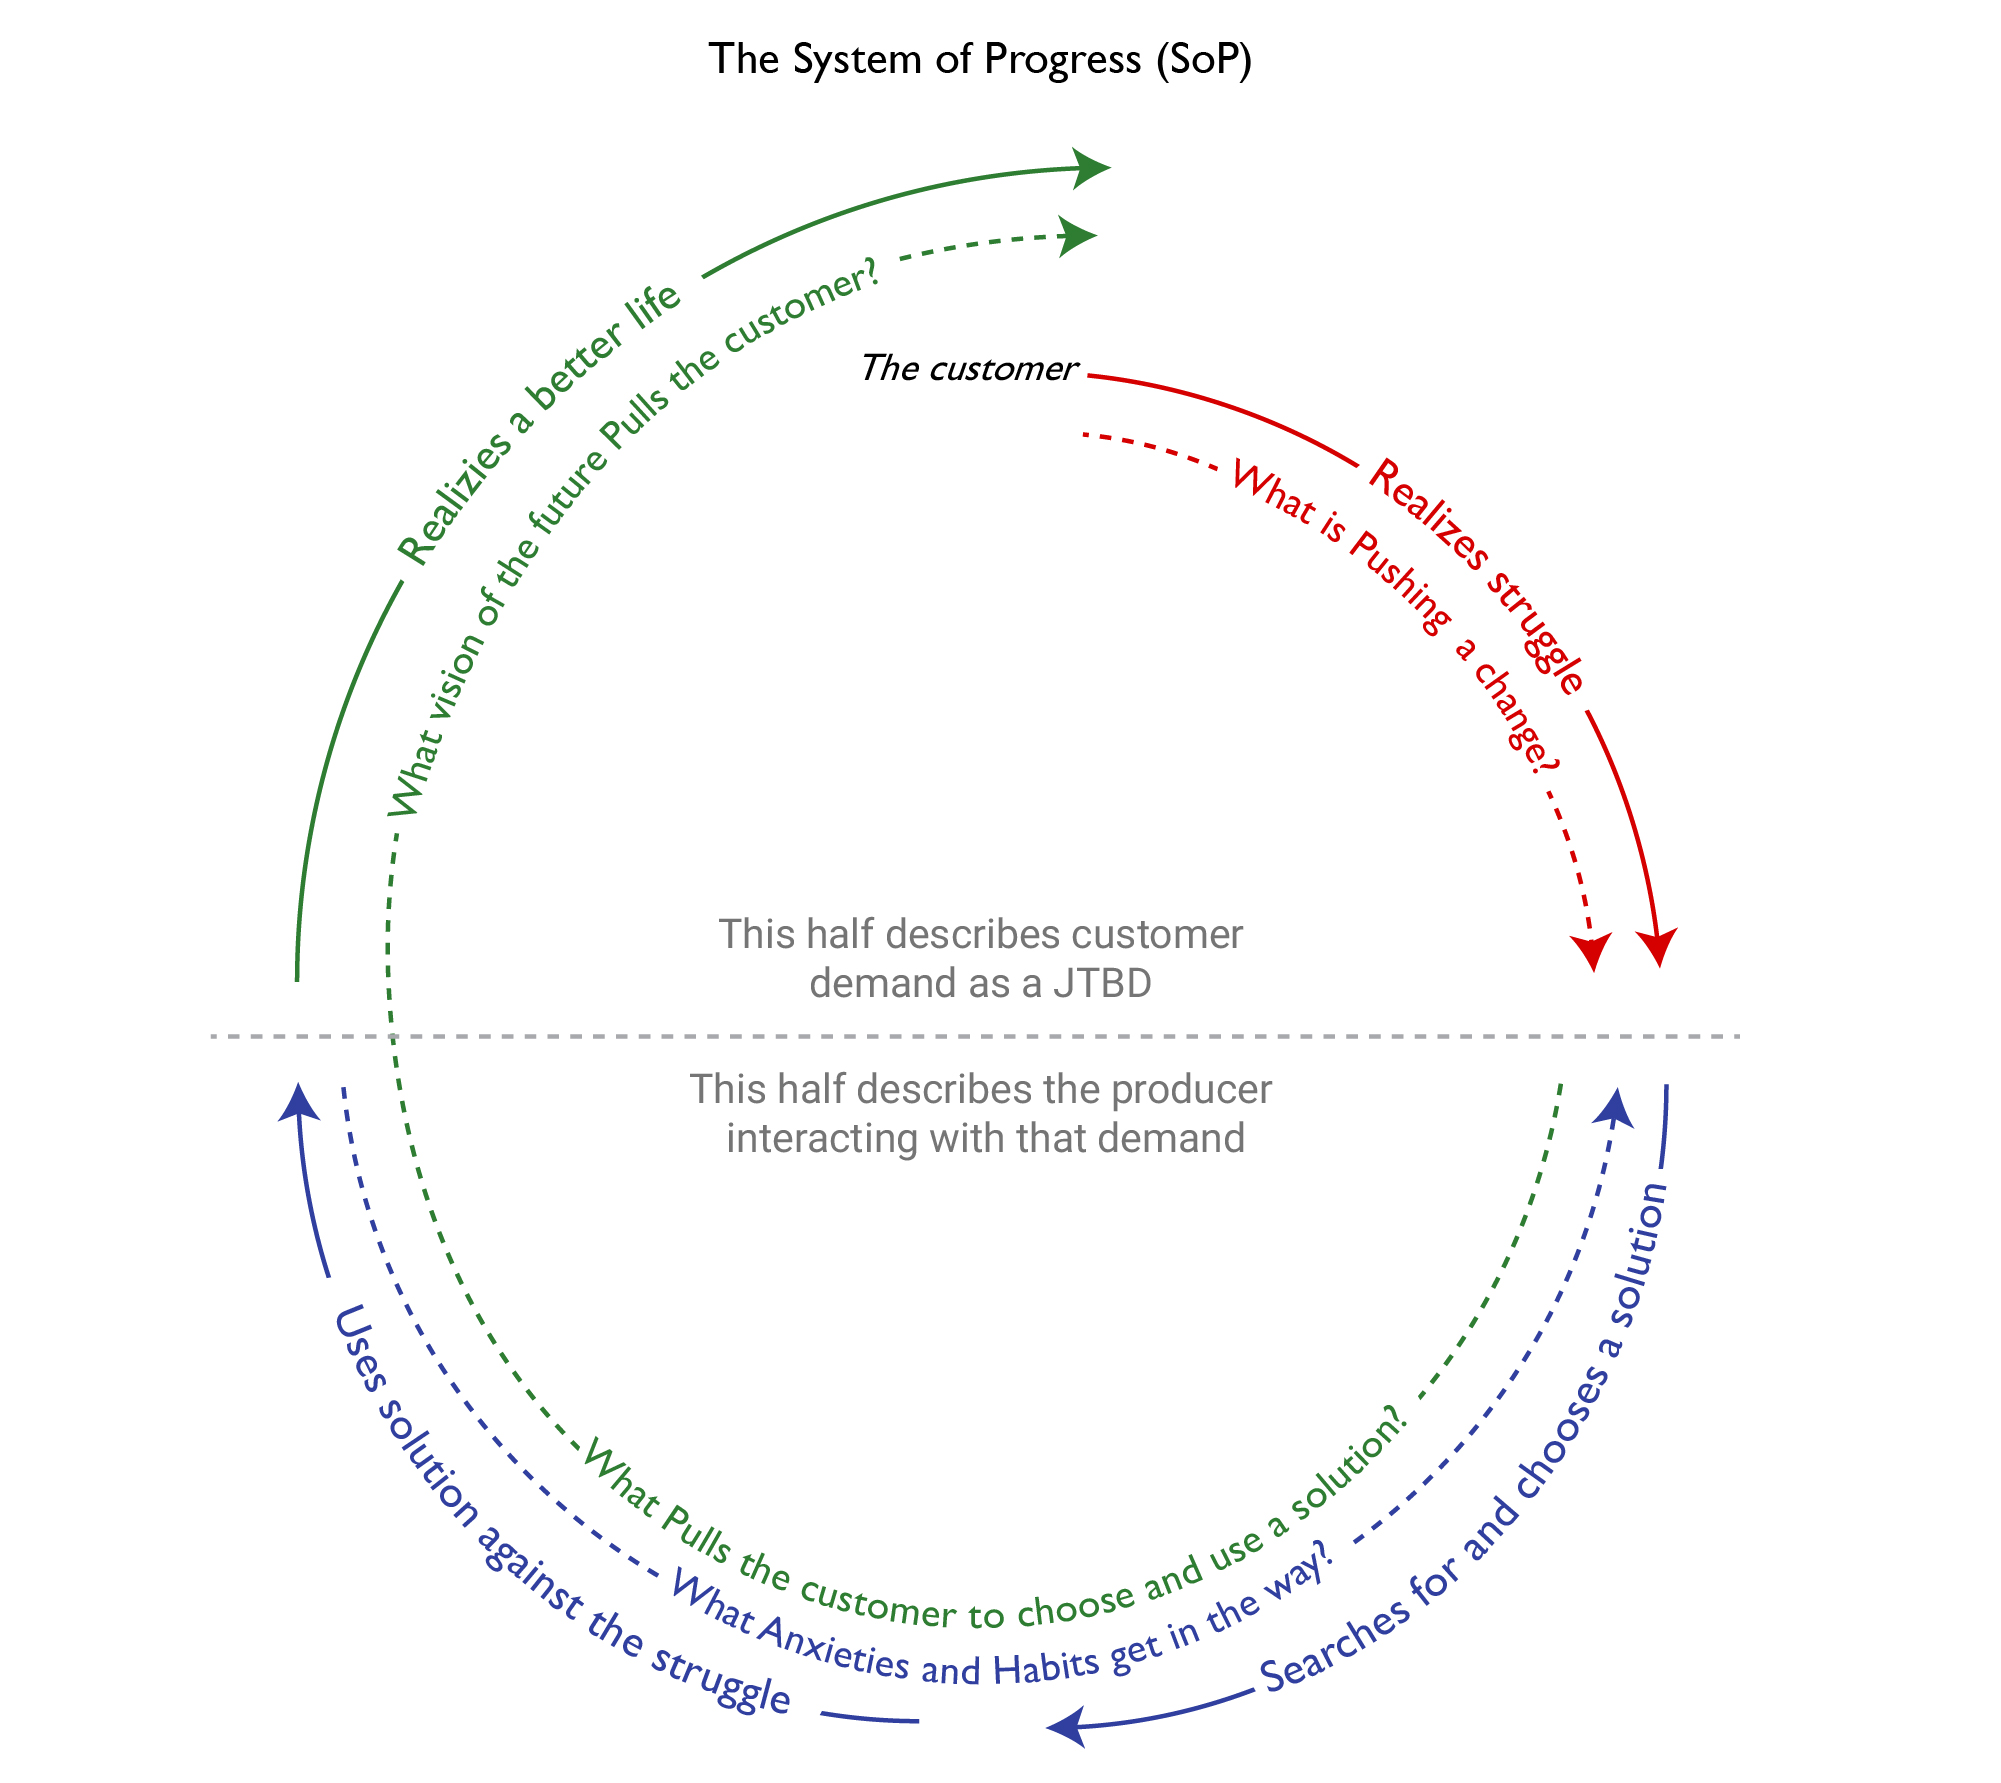 The System of Progress (SoP)
The customer
Realizes struggle
What is Pushing a change?
Searches for and chooses a solution
Uses solution against the struggle
What Anxieties and Habits get in the way?
What Pulls the customer to choose and use a solution?
Realizies a better life
What vision of the future Pulls the customer?
This half describes customer
demand as a JTBD
This half describes the producer
interacting with that demand